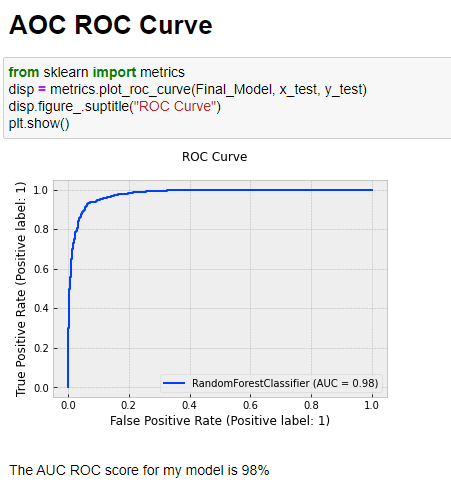 AOC ROC Curve
from sklearn import metrics
disp = metrics.plot_roc_curve(Final_Model, x_test, y_test)
disp.figure_.suptitle("ROC Curve")
plt.show()
ROC Curve
True Positive Rate (Positive label: 1)
1.0
0.8
0.6
0.4
0.2
0.0
RandomForestClassifier (AUC = 0.98)
0.0 0.2 0.4 0.6 0.8 1.0
False Positive Rate (Positive label: 1)
The AUC ROC score for my model is 98%